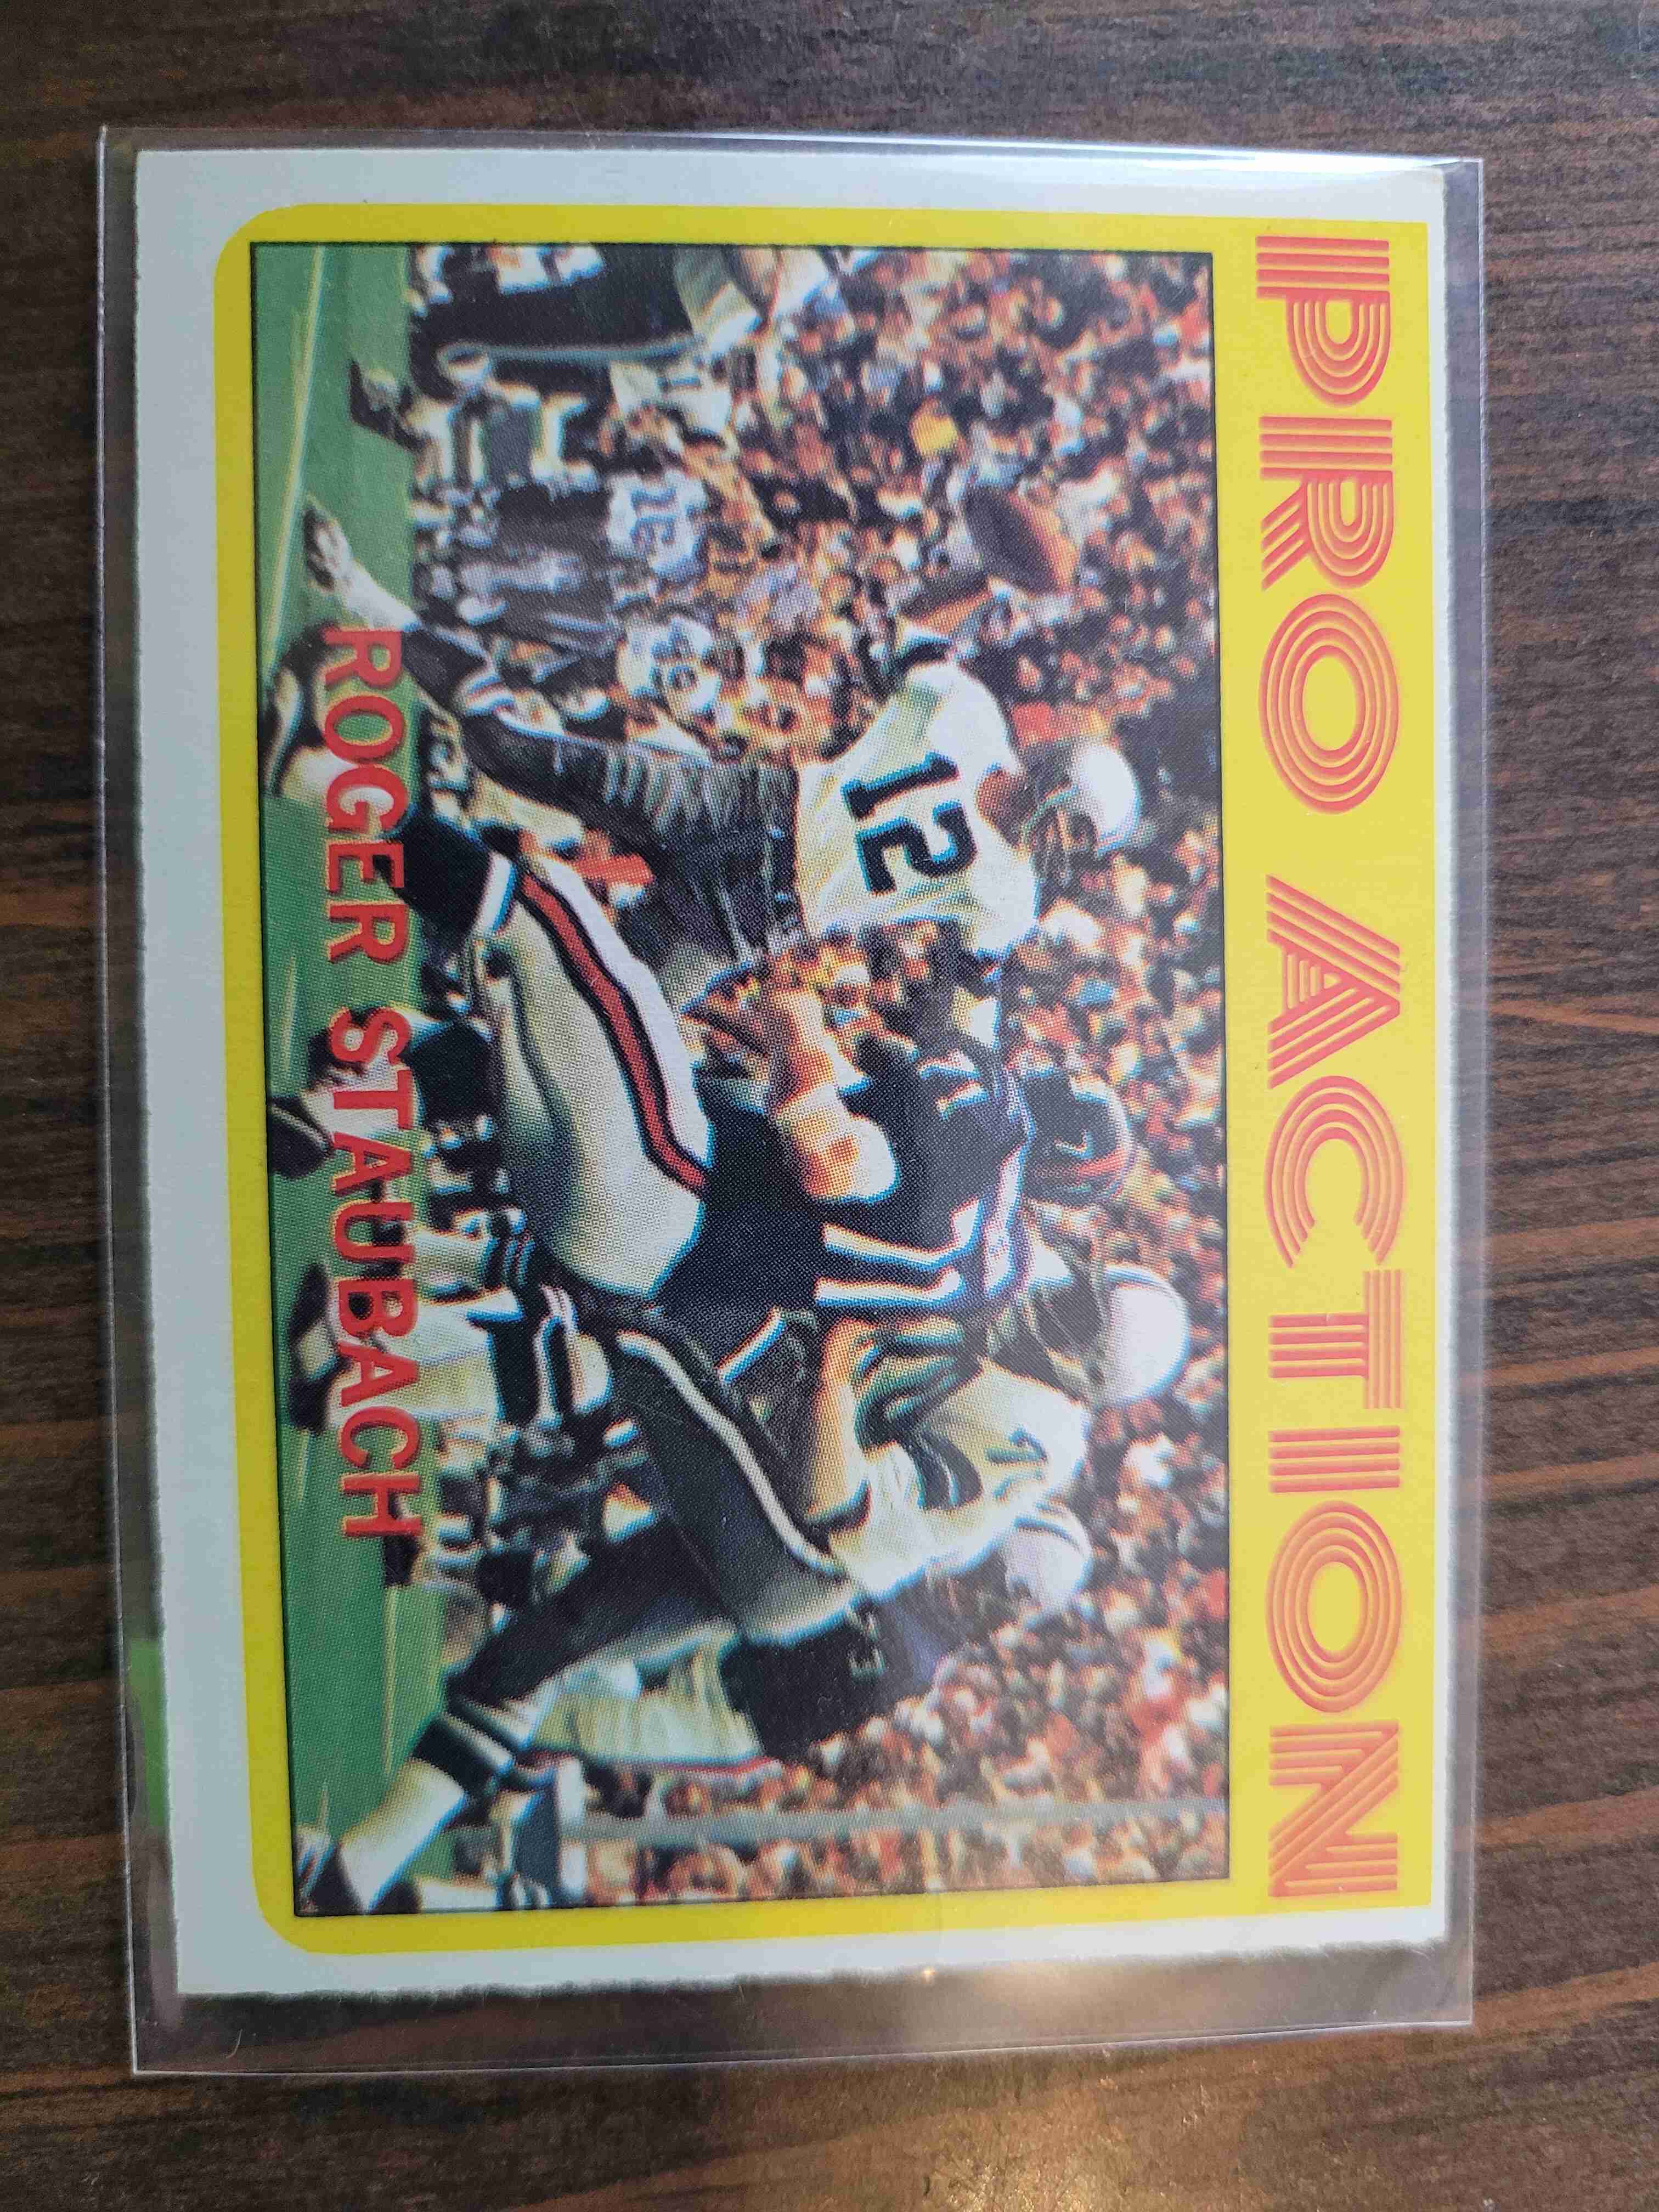 PRO ACTION
12
ROGER STAUBACH